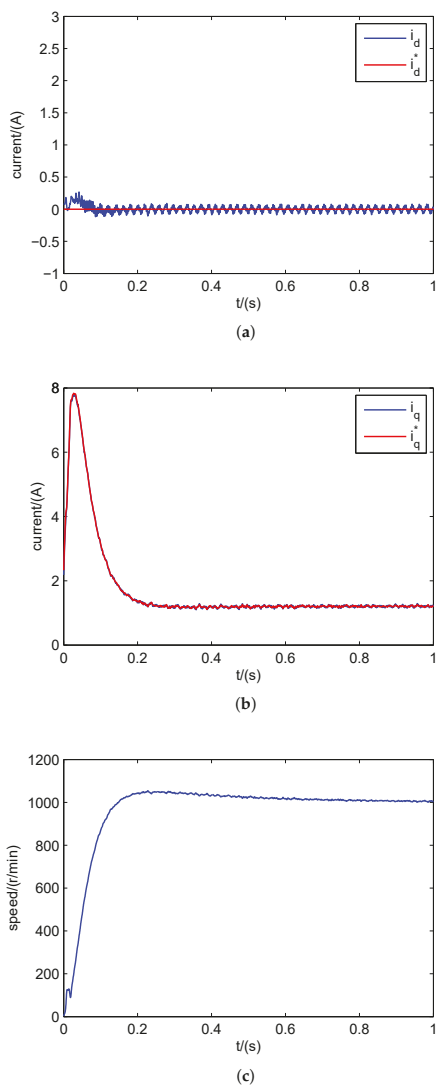 3
2.5
2
1.5
1
0.5
0
−0.5
−1
current/(A)
i_d
i_d^*
0 0.2 0.4 0.6 0.8 1
t/(s)
(a)
8
6
4
2
0
current/(A)
i_q
i_q^*
0 0.2 0.4 0.6 0.8 1
t/(s)
(b)
1200
1000
800
600
400
200
0
speed/(r/min)
0 0.2 0.4 0.6 0.8 1
t/(s)
(c)